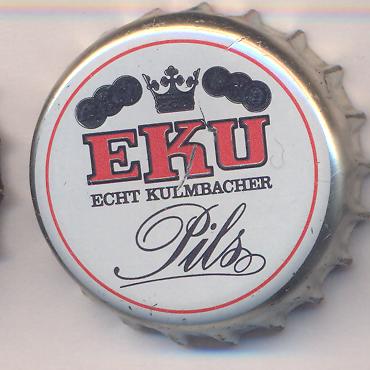 EKU
ECHT KULMBACHER
Pils